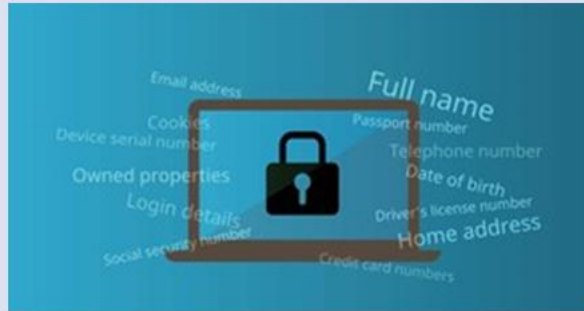 Email address
Full name
Cookies
Passport number
Device serial number
Telephone number
Owned properties
Date of birth
Login details
Driver's license number
Home address
Social security number
Credit card numbers